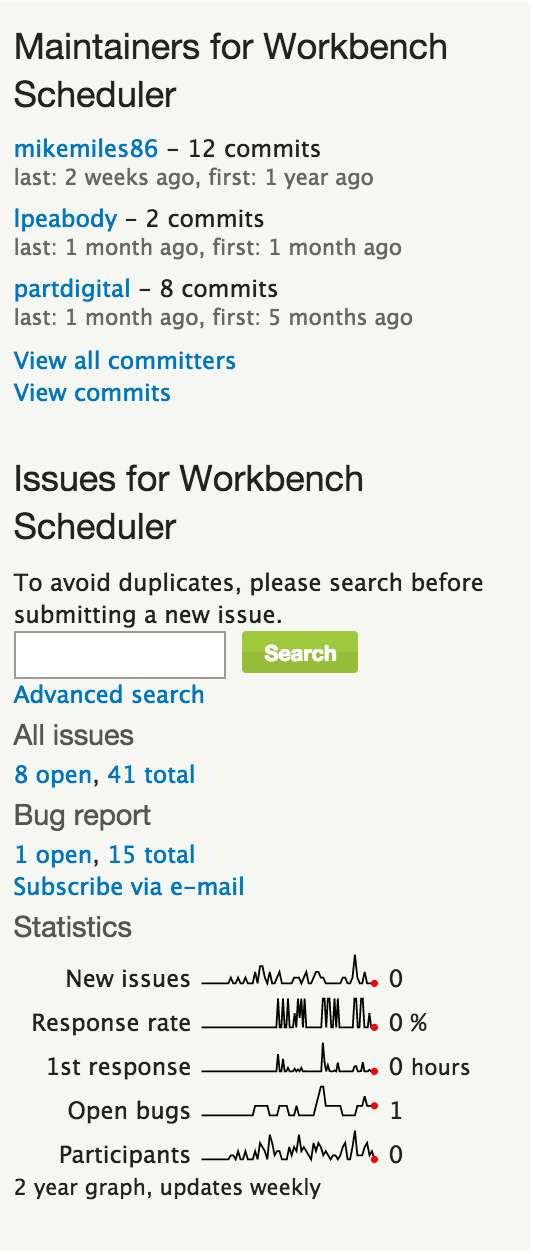 Maintainers for Workbench
Scheduler
mikemiles86 – 12 commits
last: 2 weeks ago, first: 1 year ago
lpeabody – 2 commits
last: 1 month ago, first: 1 month ago
partdigital – 8 commits
last: 1 month ago, first: 5 months ago
View all committers
View commits
Issues for Workbench
Scheduler
To avoid duplicates, please search before
submitting a new issue.
Search
Advanced search
All issues
8 open, 41 total
Bug report
1 open, 15 total
Subscribe via e-mail
Statistics
New issues 0
Response rate 0 %
1st response 0 hours
Open bugs 1
Participants 0
2 year graph, updates weekly